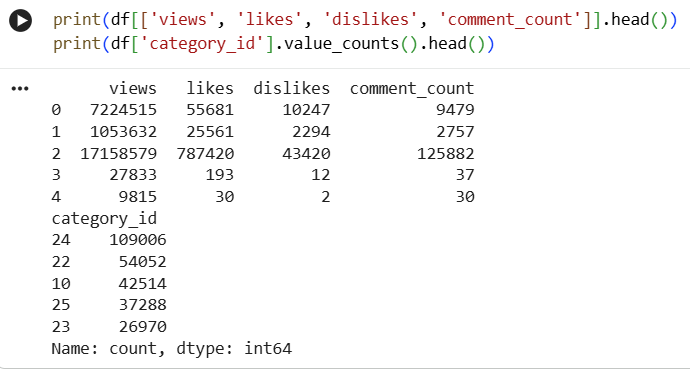 print(df[['views', 'likes', 'dislikes', 'comment_count']].head())
print(df['category_id'].value_counts().head())
views likes dislikes comment_count
0 7224515 55681 10247 9479
1 1053632 25561 2294 2757
2 17158579 787420 43420 125882
3 27833 193 12 37
4 9815 30 2 30
category_id
24 109006
22 54052
10 42514
25 37288
23 26970
Name: count, dtype: int64